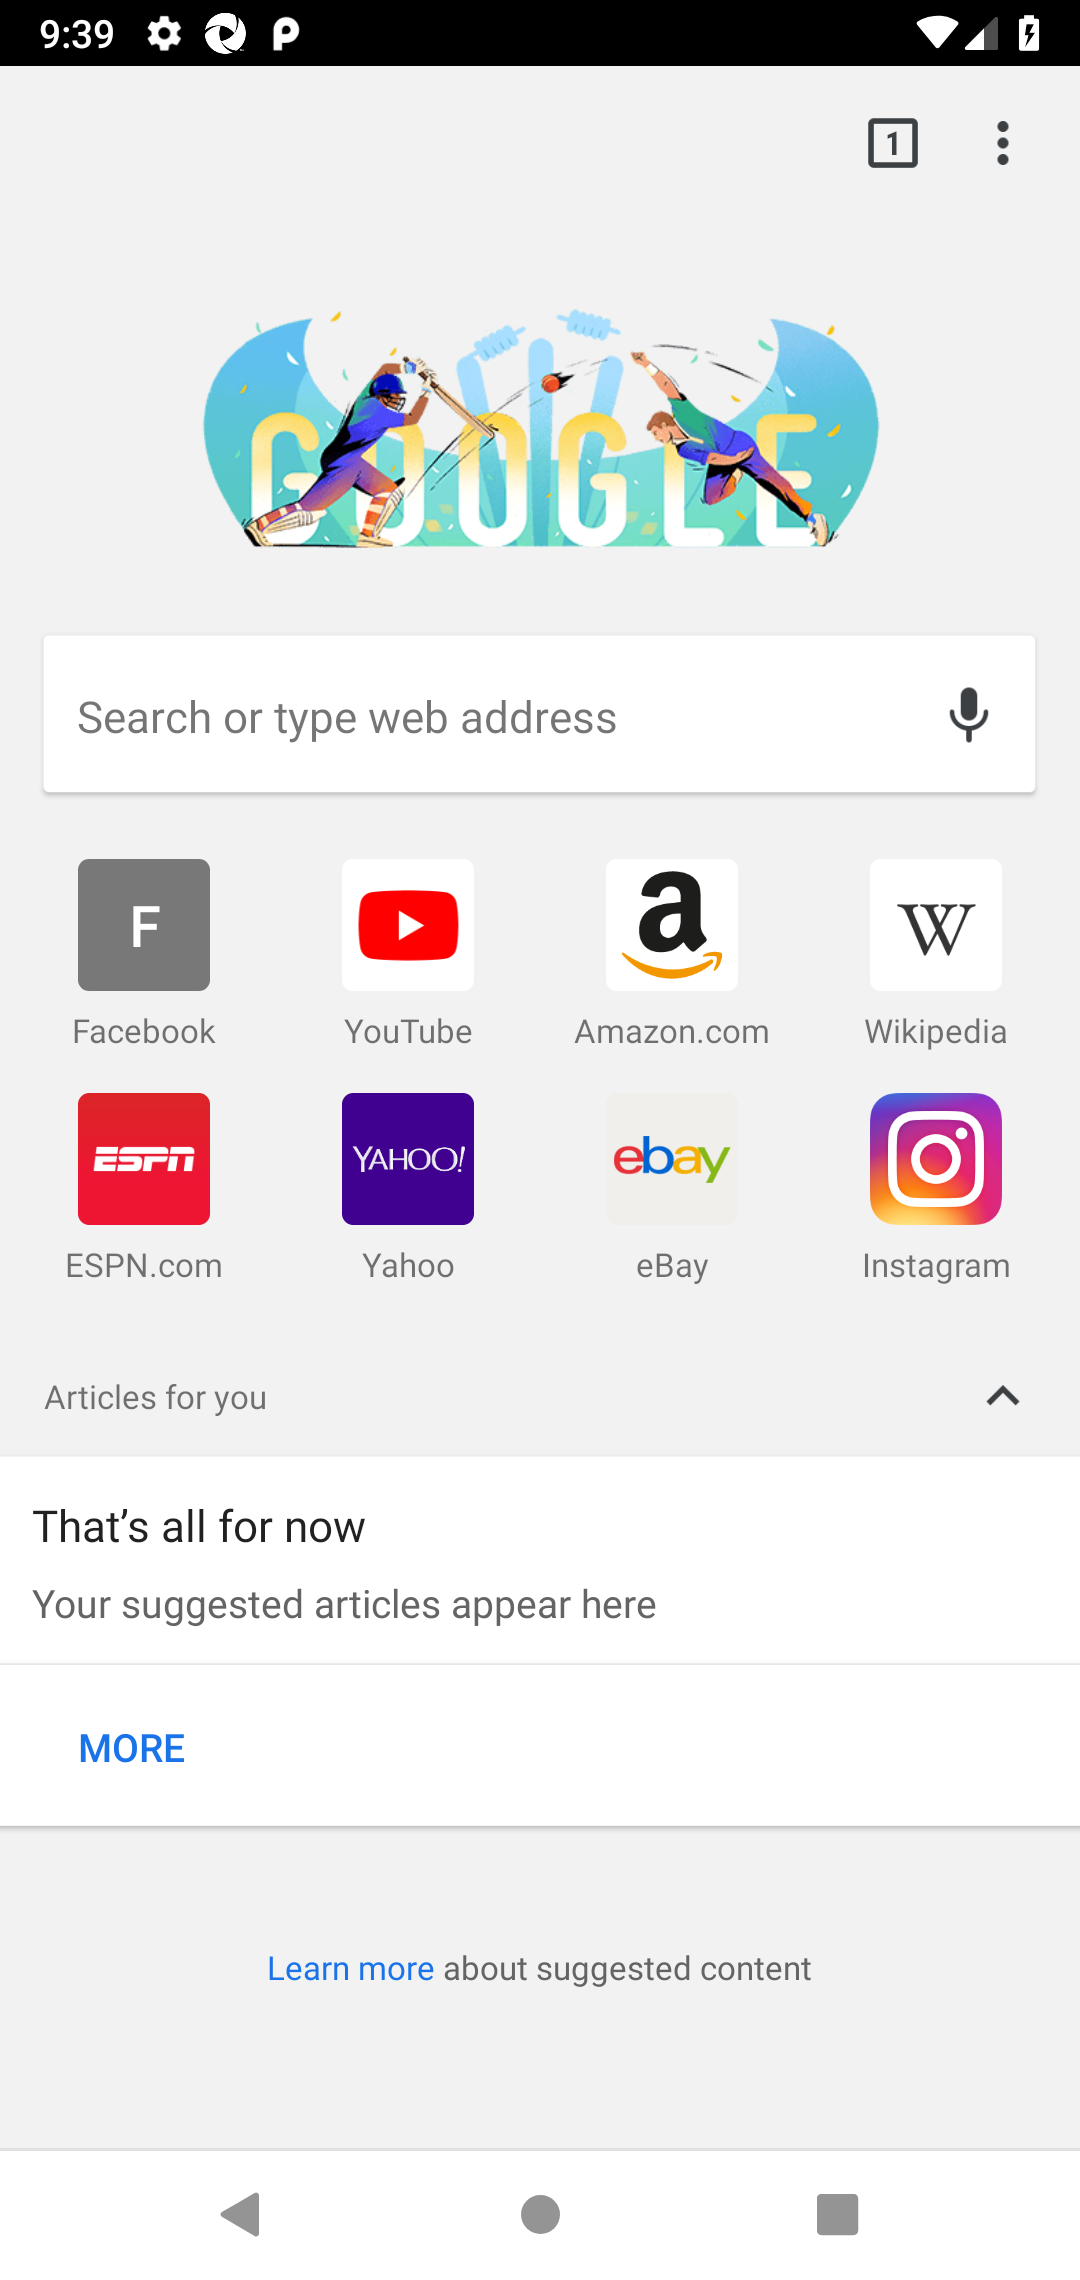 9:39
1
GOOGLE
Search or type web address
F
a
W
Facebook
YouTube
Amazon.com
Wikipedia
ESPN
YAHOO!
ebay
ESPN.com
Yahoo
eBay
Instagram
Articles for you
That’s all for now
Your suggested articles appear here
MORE
Learn more about suggested content